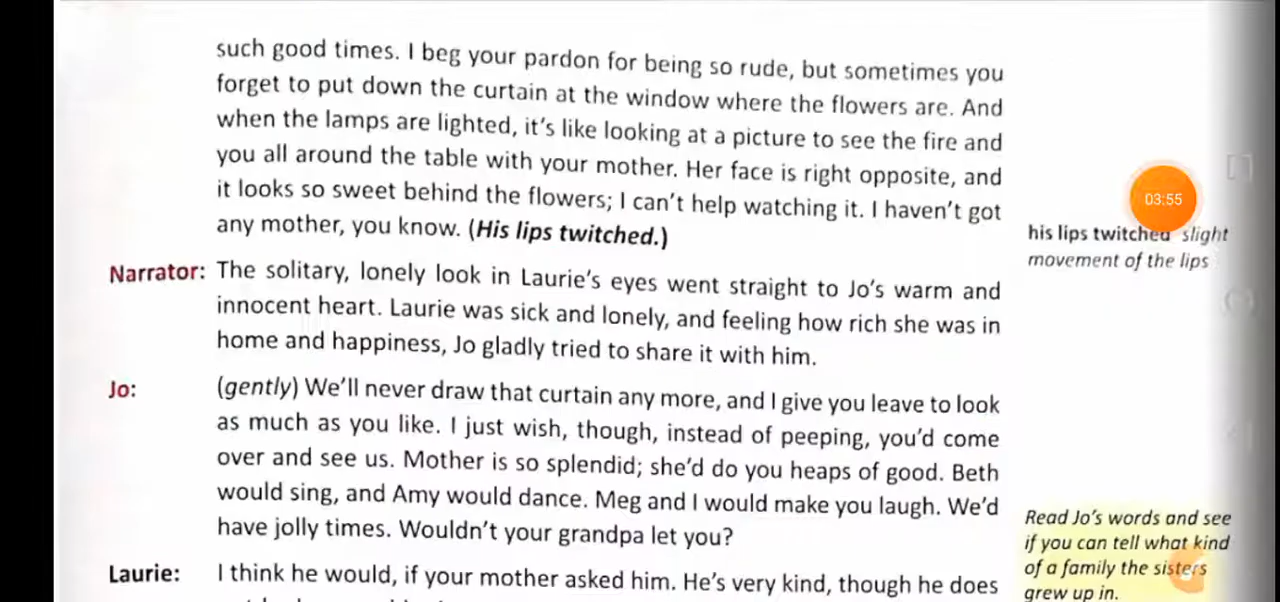 such good times. I beg your pardon for being so rude, but sometimes you
forget to put down the curtain at the window where the flowers are. And
when the lamps are lighted, it's like looking at a picture to see the fire and
you all around the table with your mother. Her face is right opposite, and
it looks so sweet behind the flowers; I can't help watching it. I haven't got
any mother, you know. (His lips twitched.)
03:55
his lips twitched slight
movement of the lips
Narrator: The solitary, lonely look in Laurie's eyes went straight to Jo's warm and
innocent heart. Laurie was sick and lonely, and feeling how rich she was in
home and happiness, Jo gladly tried to share it with him.
Jo: (gently) We'll never draw that curtain any more, and I give you leave to look
as much as you like. I just wish, though, instead of peeping, you'd come
over and see us. Mother is so splendid; she'd do you heaps of good. Beth
would sing, and Amy would dance. Meg and I would make you laugh. We'd
have jolly times. Wouldn't your grandpa let you?
Read Jo's words and see
if you can tell what kind
of a family the sisters
grew up in.
Laurie: I think he would, if your mother asked him. He's very kind, though he does